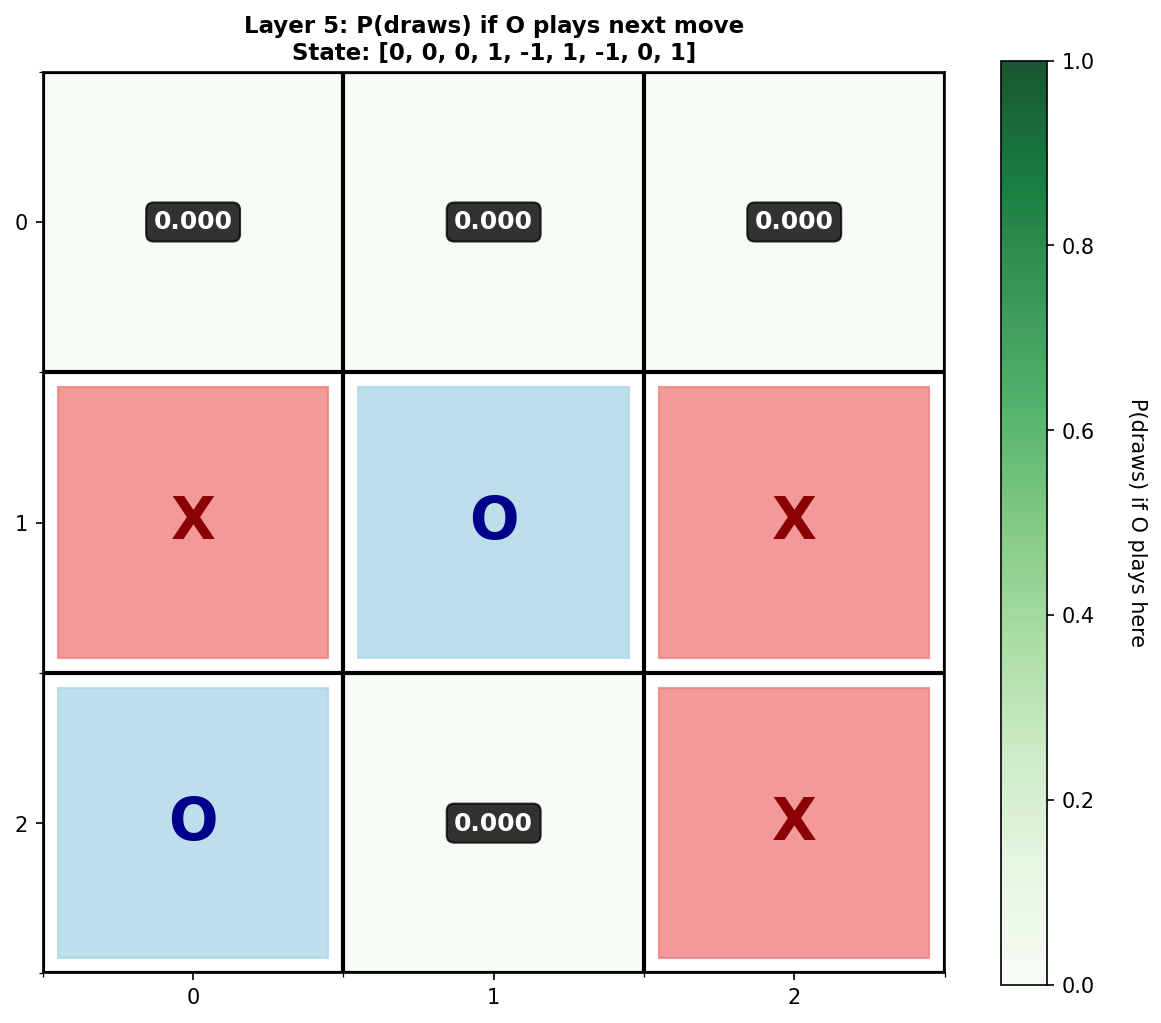 Layer 5: P(draws) if O plays next move
State: [0, 0, 0, 1, -1, 1, -1, 0, 1]
0
0.000
0.000
0.000
1
X
O
X
2
O
0.000
X
0
1
2
1.0
0.8
0.6
0.4
0.2
0.0
P(draws) if O plays here